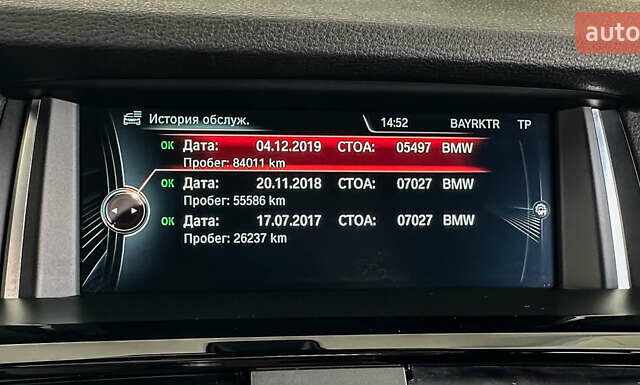 auto
История обслуж. 14:52 BAYRKTR TP
OK Дата: 04.12.2019 СТОА: 05497 BMW
Пробег: 84011 km
OK Дата: 20.11.2018 СТОА: 07027 BMW
Пробег: 55586 km
OK Дата: 17.07.2017 СТОА: 07027 BMW
Пробег: 26237 km